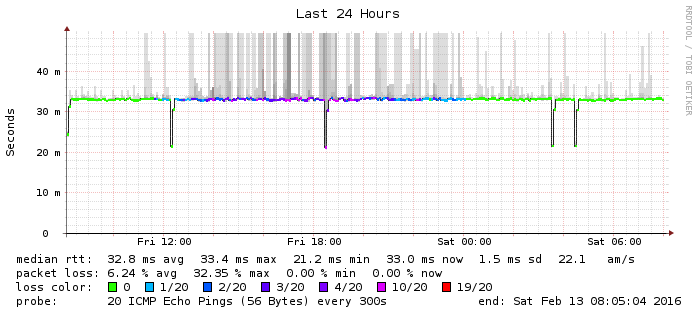 Last 24 Hours
RRDTOOL / TOBI OETIKER
Seconds
40 m
30 m
20 m
10 m
0
Fri 12:00 Fri 18:00 Sat 00:00 Sat 06:00
median rtt: 32.8 ms avg 33.4 ms max 21.2 ms min 33.0 ms now 1.5 ms sd 22.1 am/s
packet loss: 6.24 % avg 32.35 % max 0.00 % min 0.00 % now
loss color: 0 1/20 2/20 3/20 4/20 10/20 19/20
probe: 20 ICMP Echo Pings (56 Bytes) every 300s end: Sat Feb 13 08:05:04 2016